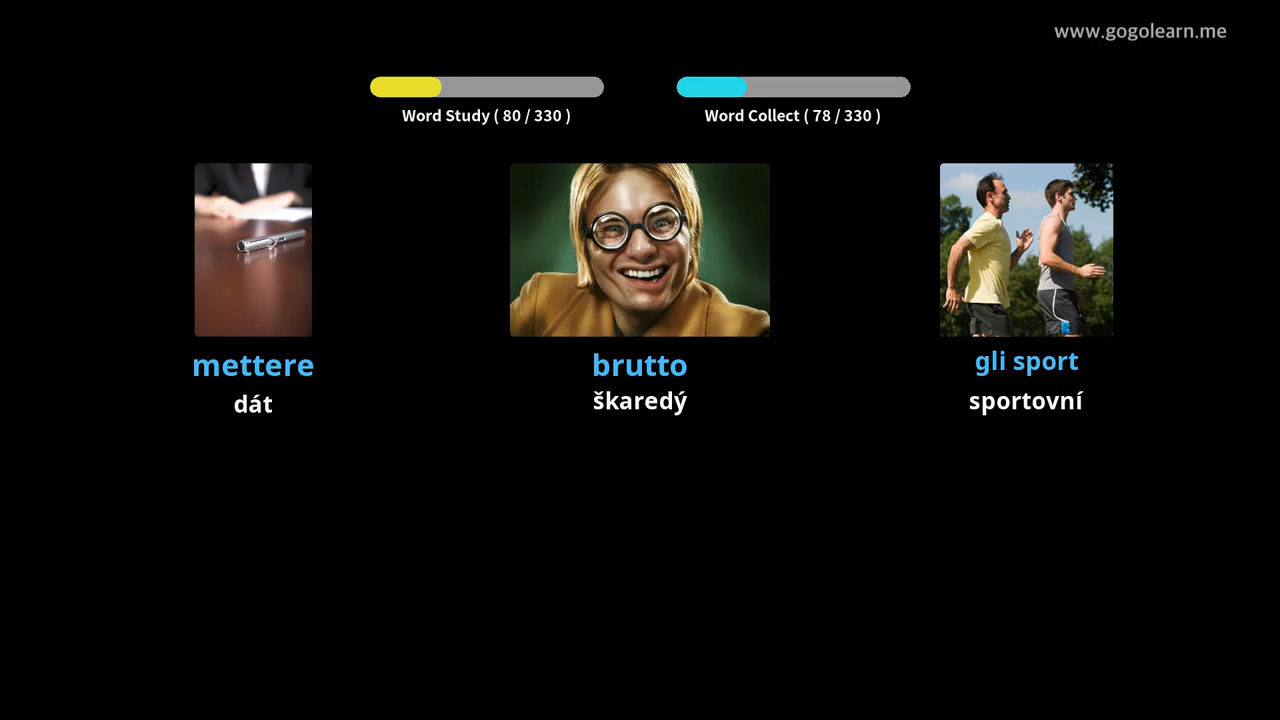 www.gogolearn.me
Word Study ( 80 / 330 )
Word Collect ( 78 / 330 )
mettere
dát
brutto
škaredý
gli sport
sportovní